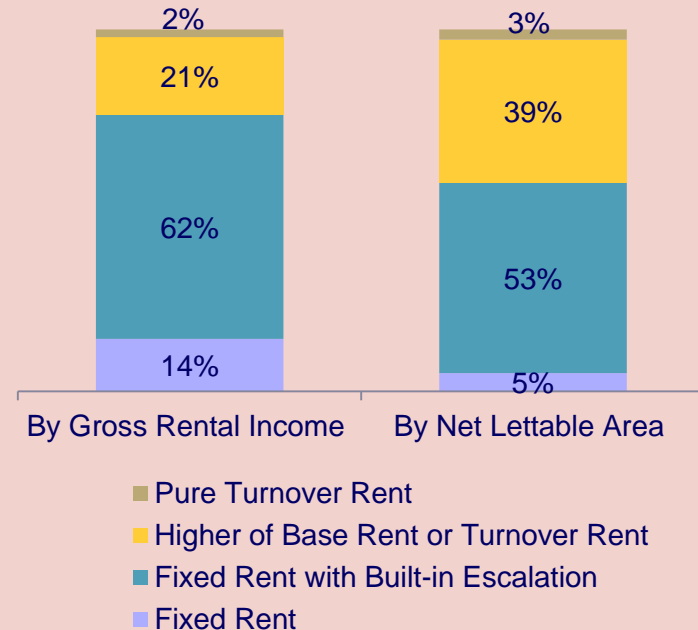 2% 3%
21% 39%
62% 53%
14% 5%
By Gross Rental Income By Net Lettable Area
Pure Turnover Rent
Higher of Base Rent or Turnover Rent
Fixed Rent with Built-in Escalation
Fixed Rent